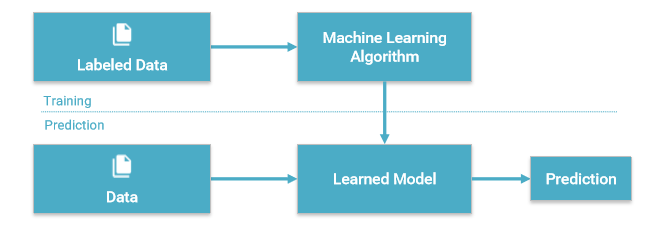 Labeled Data
Machine Learning
Algorithm
Training
Prediction
Data
Learned Model
Prediction